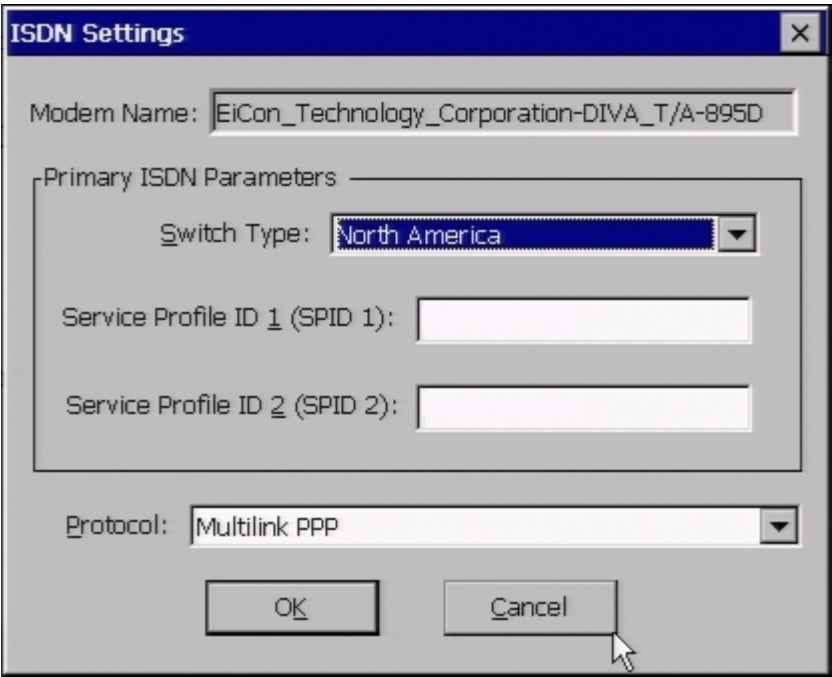 ISDN Settings
Modem Name: EiCon_Technology_Corporation-DIVA_T/A-895D
Primary ISDN Parameters
Switch Type: North America
Service Profile ID 1 (SPID 1):
Service Profile ID 2 (SPID 2):
Protocol: Multilink PPP
OK Cancel